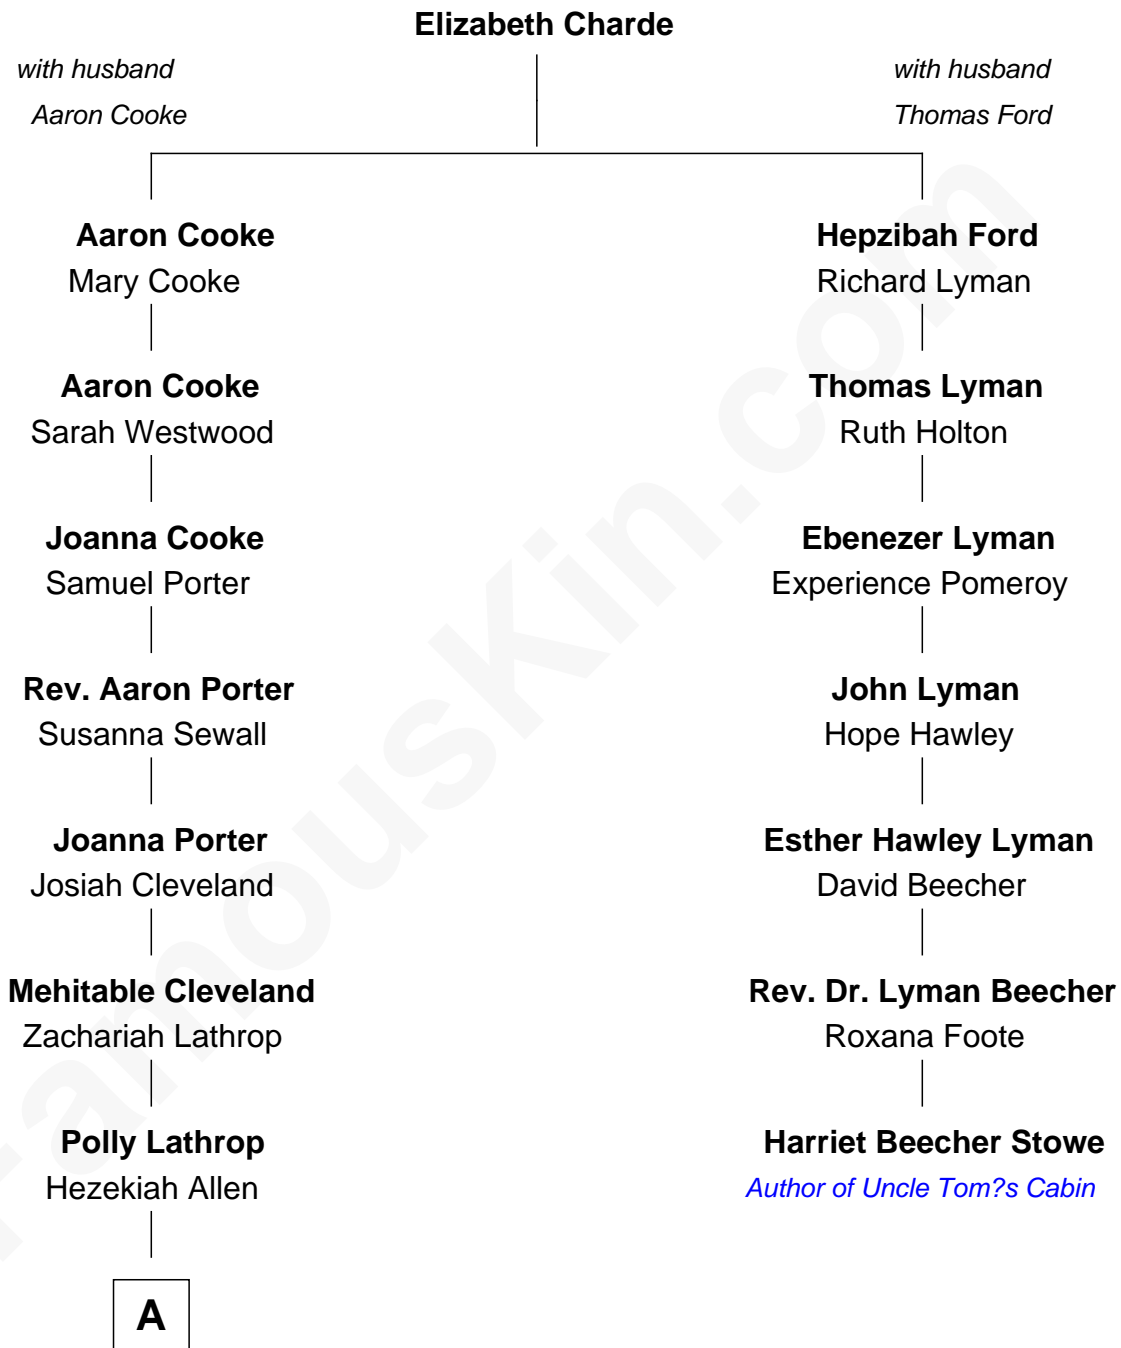 Elizabeth Charde
with husband
Aaron Cooke
with husband
Thomas Ford
Aaron Cooke
Mary Cooke
Hepzibah Ford
Richard Lyman
Aaron Cooke
Sarah Westwood
Thomas Lyman
Ruth Holton
Joanna Cooke
Samuel Porter
Ebenezer Lyman
Experience Pomeroy
Rev. Aaron Porter
Susanna Sewall
John Lyman
Hope Hawley
Joanna Porter
Josiah Cleveland
Esther Hawley Lyman
David Beecher
Mehitable Cleveland
Zachariah Lathrop
Rev. Dr. Lyman Beecher
Roxana Foote
Polly Lathrop
Hezekiah Allen
Harriet Beecher Stowe
Author of Uncle Tom?s Cabin
A
FamousKin.com